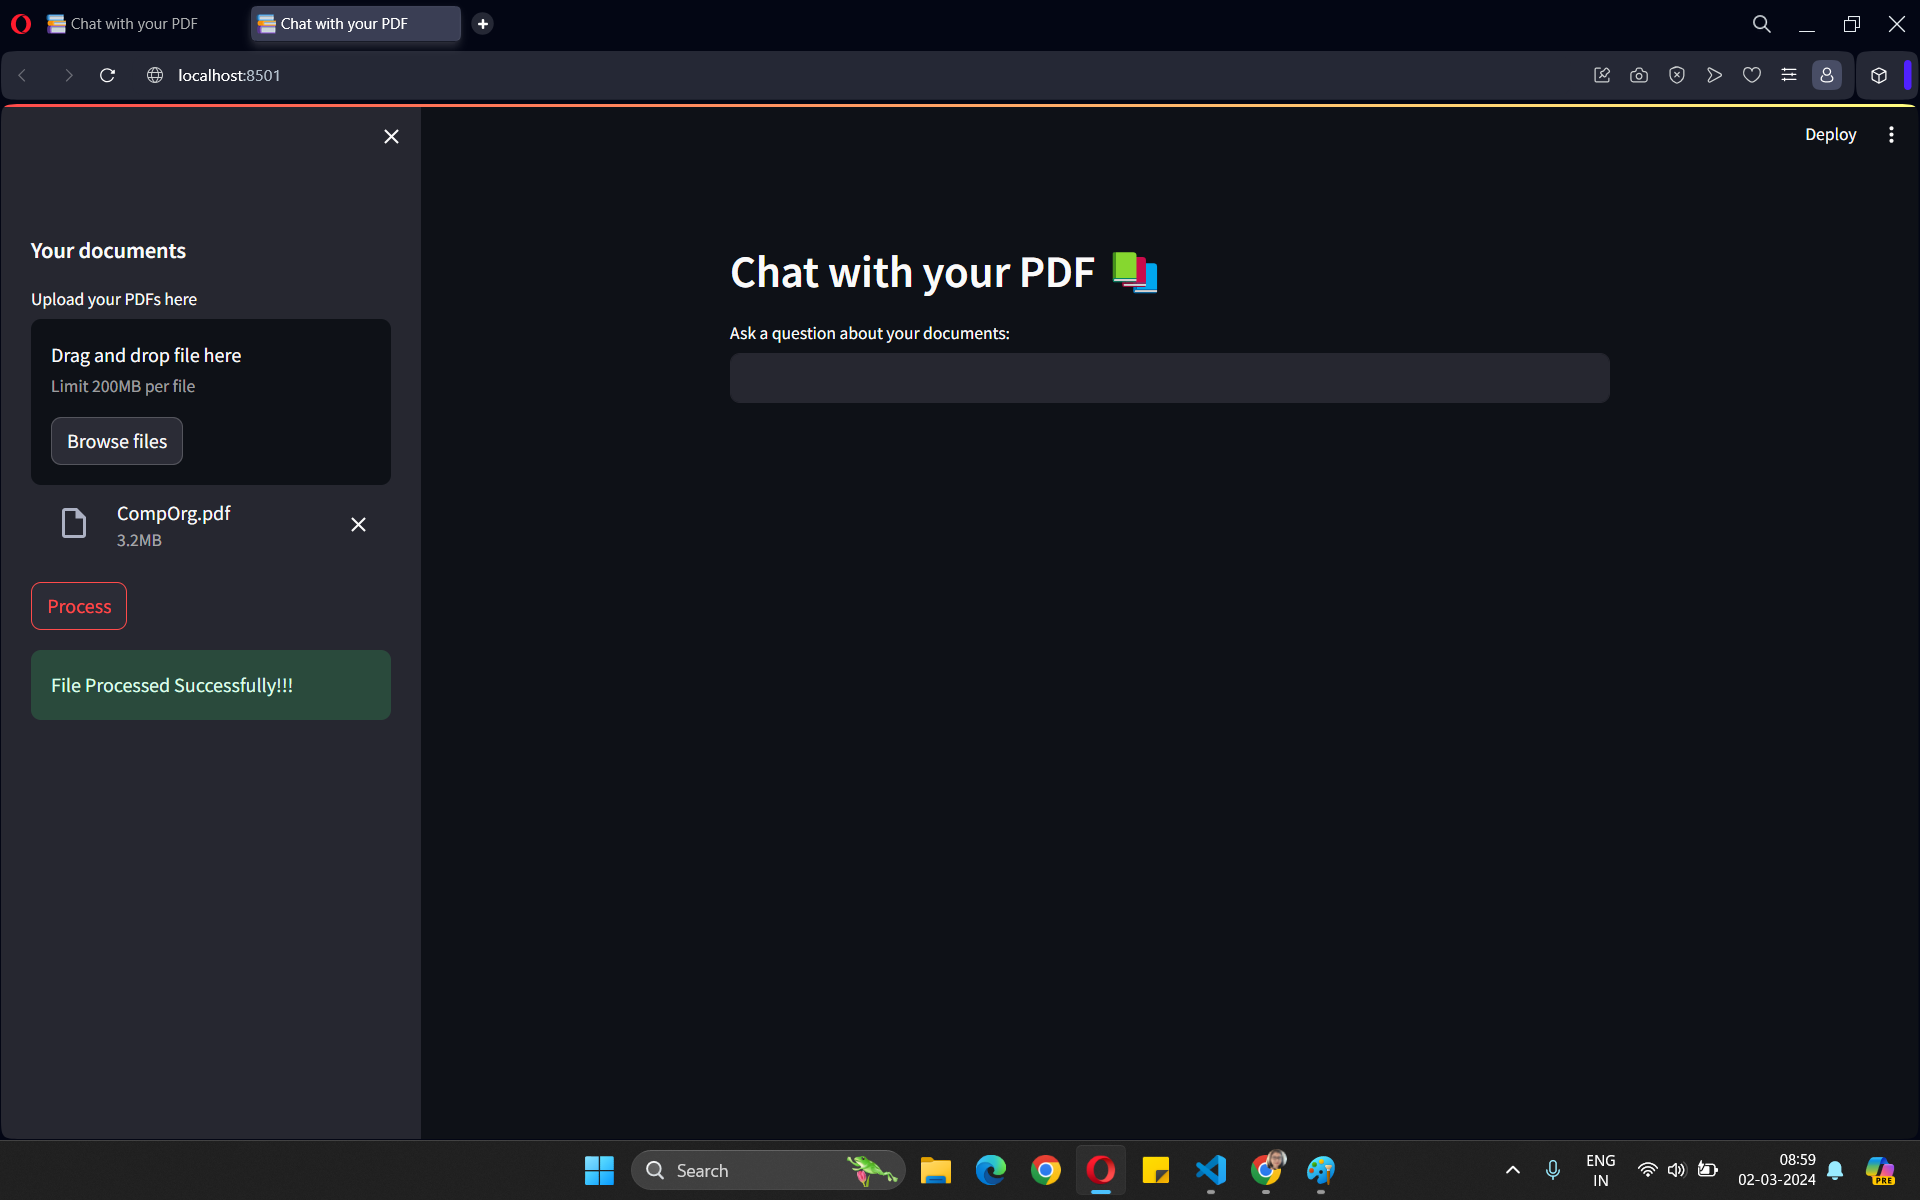 Chat with your PDF
Chat with your PDF
localhost:8501
Deploy
Your documents
Upload your PDFs here
Drag and drop file here
Limit 200MB per file
Browse files
CompOrg.pdf
3.2MB
Process
File Processed Successfully!!!
Chat with your PDF
Ask a question about your documents:
Search
ENG
IN
08:59
02-03-2024
PRE